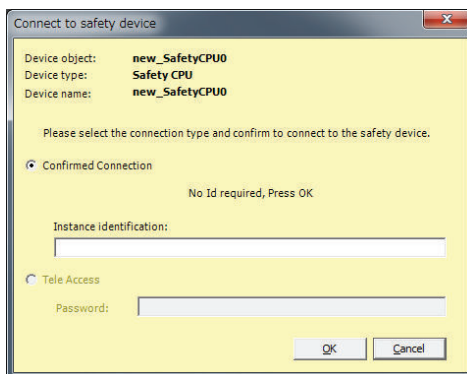 Connect to safety device
Device object: new_SafetyCPU0
Device type: Safety CPU
Device name: new_SafetyCPU0
Please select the connection type and confirm to connect to the safety device.
Confirmed Connection
No Id required, Press OK
Instance identification:
Tele Access
Password:
OK Cancel